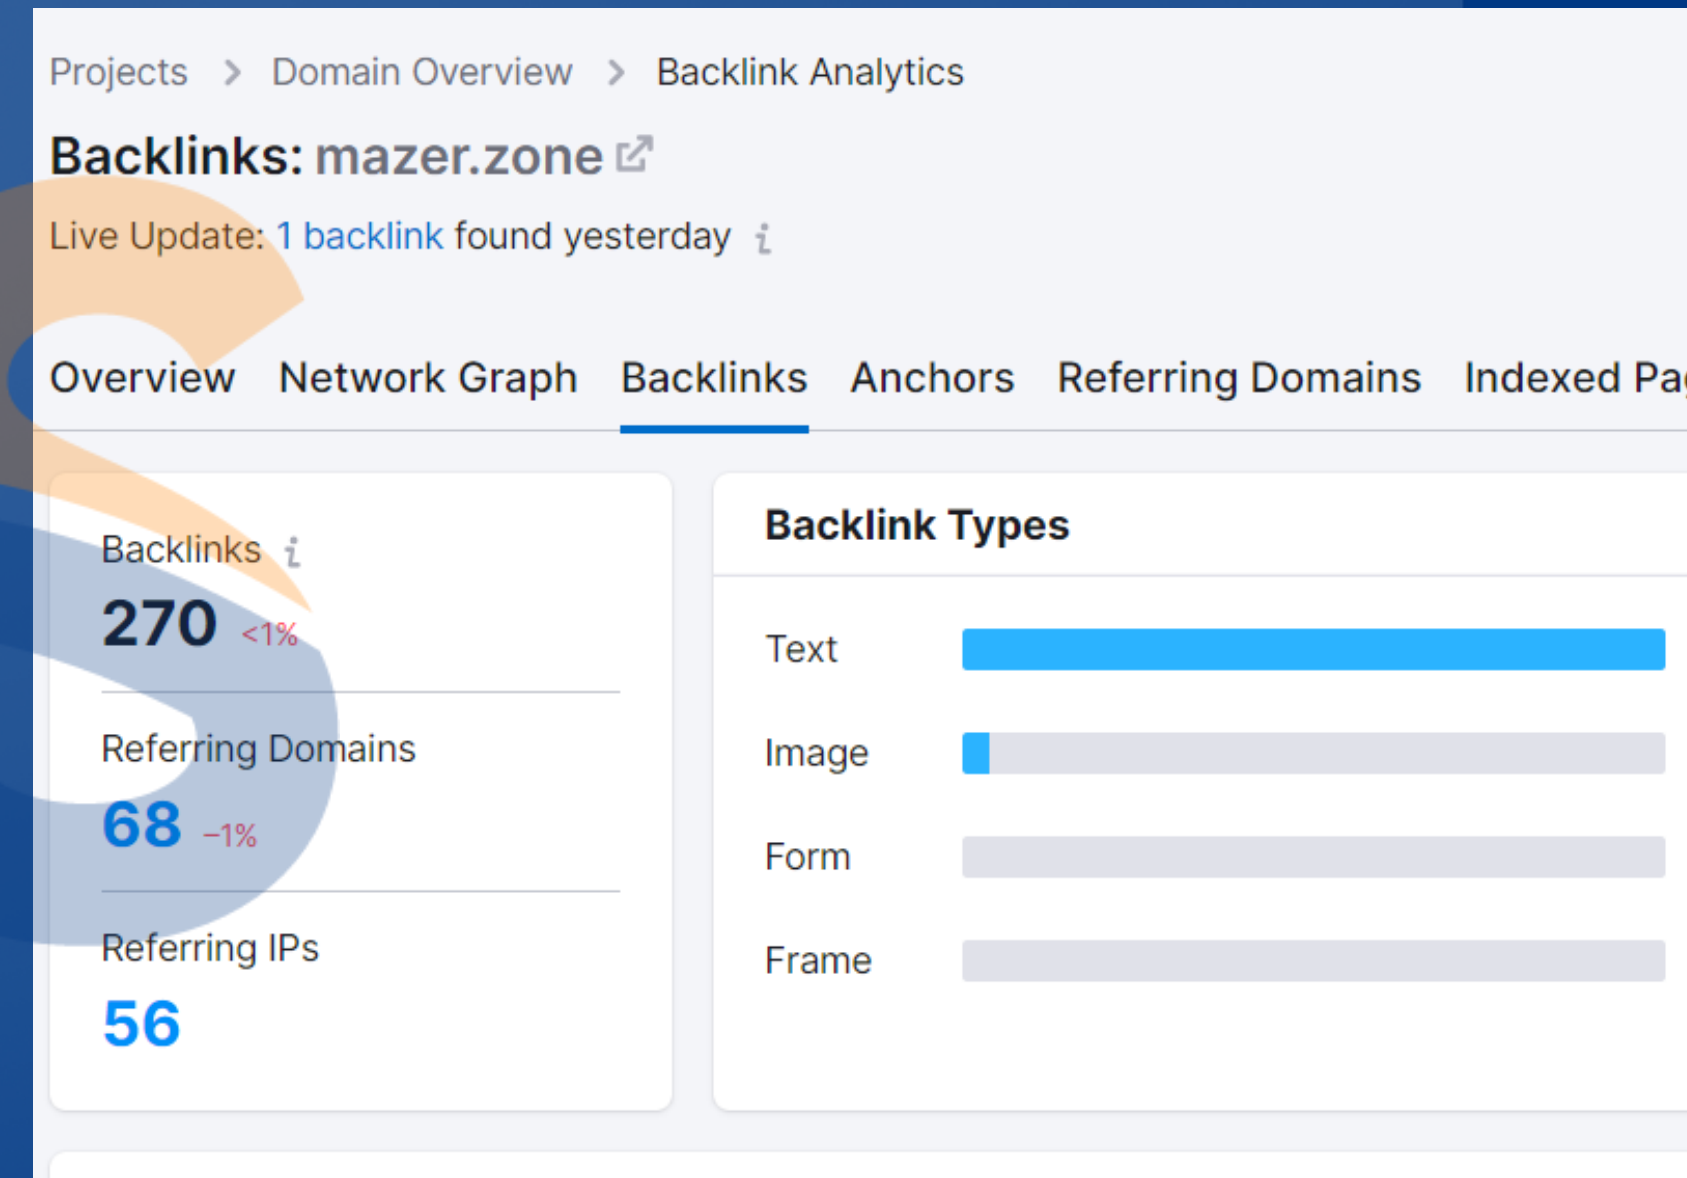 Projects > Domain Overview > Backlink Analytics
Backlinks: mazer.zone
Live Update: 1 backlink found yesterday i
Overview Network Graph Backlinks Anchors Referring Domains Indexed Pag
Backlinks i
270 <1%
Referring Domains
68 –1%
Referring IPs
56
Backlink Types
Text
Image
Form
Frame